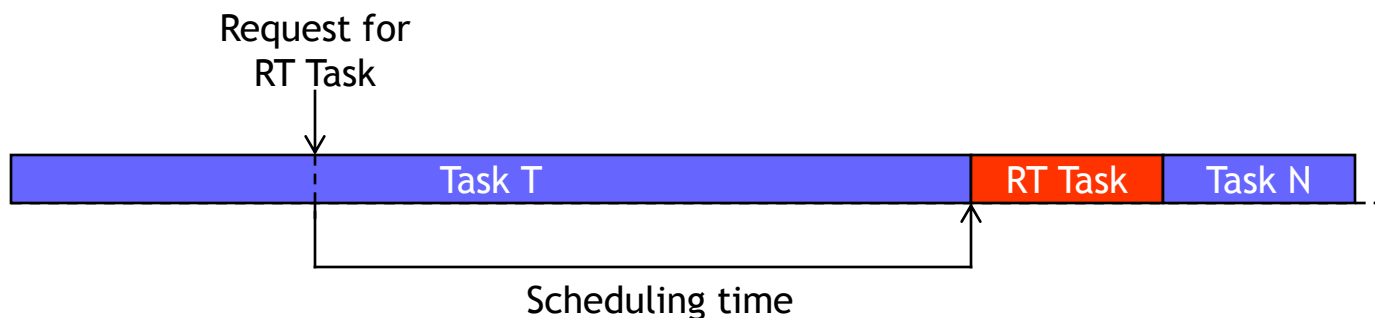 Request for
RT Task
Task T
RT Task
Task N
Scheduling time